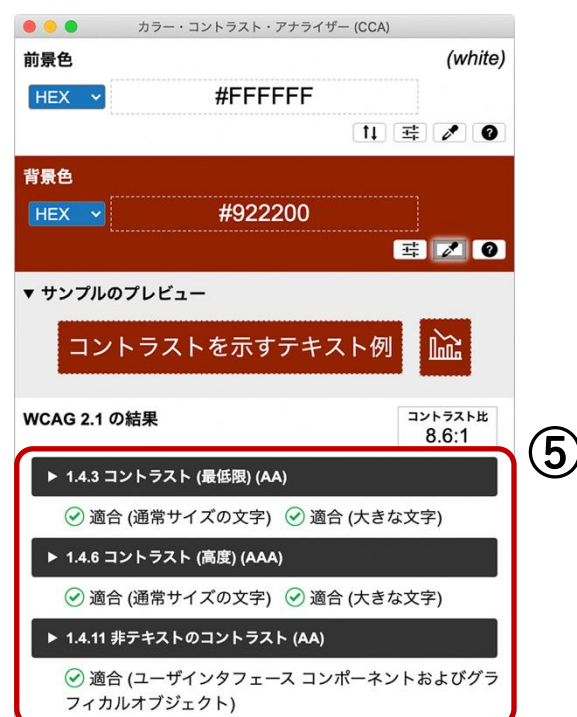 カラー・コントラスト・アナライザー (CCA)
前景色
(white)
HEX
#FFFFFF
背景色
HEX
#922200
▼ サンプルのプレビュー
コントラストを示すテキスト例
WCAG 2.1 の結果
コントラスト比
8.6:1
⑤
▶ 1.4.3 コントラスト (最低限) (AA)
適合 (通常サイズの文字) 適合 (大きな文字)
▶ 1.4.6 コントラスト (高度) (AAA)
適合 (通常サイズの文字) 適合 (大きな文字)
▶ 1.4.11 非テキストのコントラスト (AA)
適合 (ユーザインタフェース コンポーネントおよびグラ
フィカルオブジェクト)